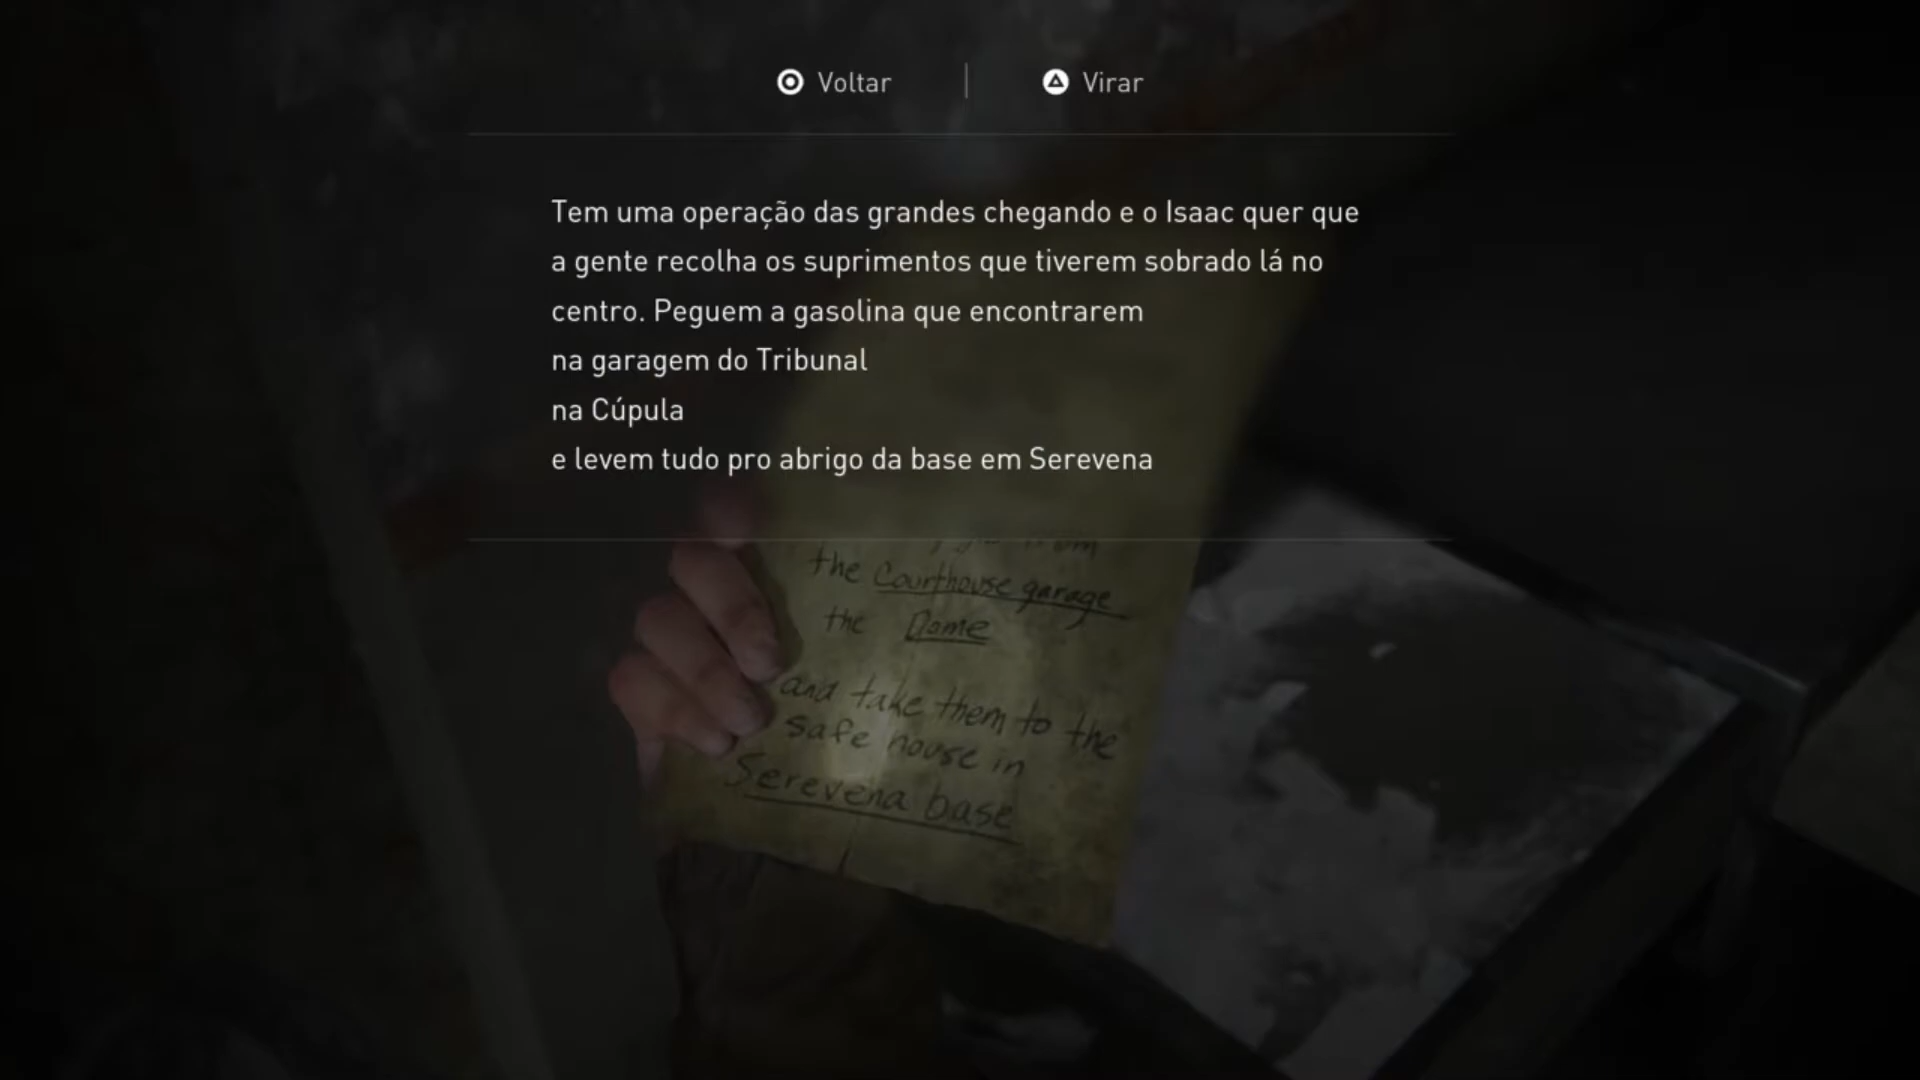 Voltar | Virar
Tem uma operação das grandes chegando e o Isaac quer que
a gente recolha os suprimentos que tiverem sobrado lá no
centro. Peguem a gasolina que encontrarem
na garagem do Tribunal
na Cúpula
e levem tudo pro abrigo da base em Serevena
from
the Courthouse garage
the Dome
and take them to the
safe house in
Serevena base